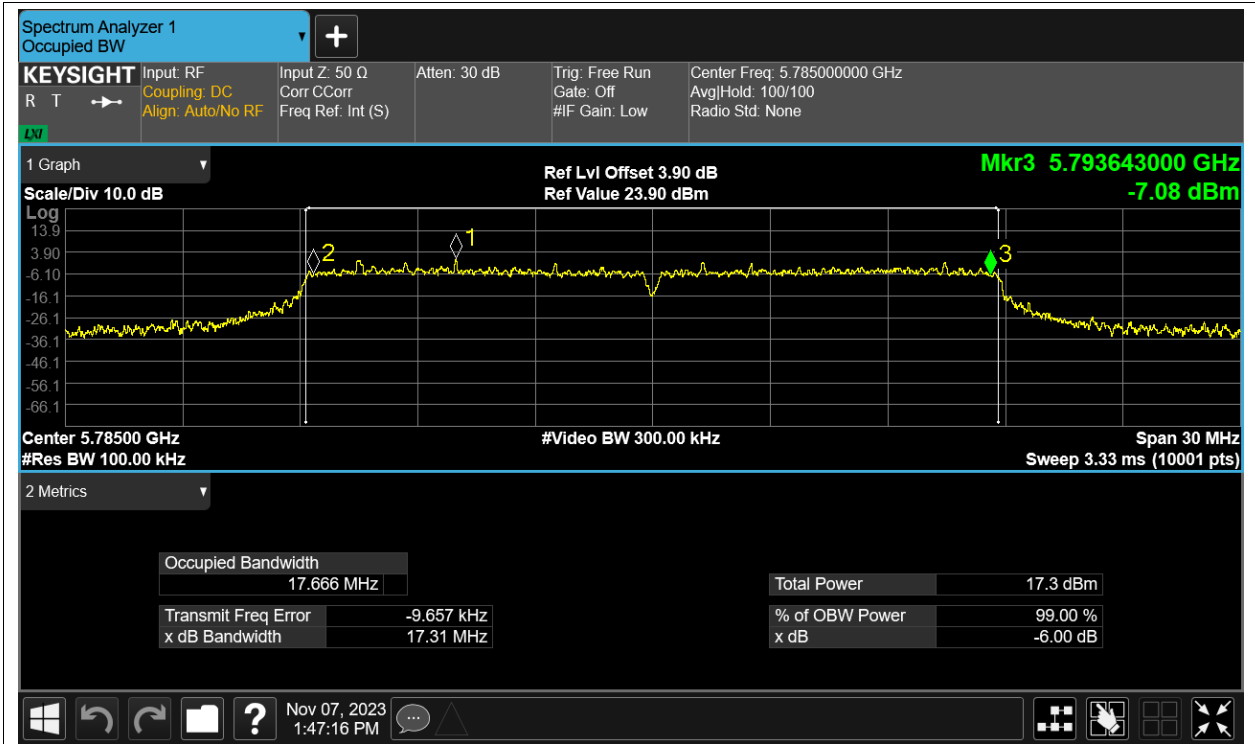 Spectrum Analyzer 1
Occupied BW
KEYSIGHT
R T
LXI
Input: RF
Coupling: DC
Align: Auto/No RF
Input Z: 50 Ω
Corr CCorr
Freq Ref: Int (S)
Atten: 30 dB
Trig: Free Run
Gate: Off
#IF Gain: Low
Center Freq: 5.785000000 GHz
Avg|Hold: 100/100
Radio Std: None
1 Graph
Scale/Div 10.0 dB
Ref Lvl Offset 3.90 dB
Ref Value 23.90 dBm
Mkr3 5.793643000 GHz
-7.08 dBm
Log
13.9
3.90
-6.10
-16.1
-26.1
-36.1
-46.1
-56.1
-66.1
2
1
3
Center 5.78500 GHz
#Video BW 300.00 kHz
Span 30 MHz
#Res BW 100.00 kHz
Sweep 3.33 ms (10001 pts)
2 Metrics
Occupied Bandwidth
17.666 MHz
Total Power 17.3 dBm
Transmit Freq Error -9.657 kHz
% of OBW Power 99.00 %
x dB Bandwidth 17.31 MHz
x dB -6.00 dB
?
Nov 07, 2023
1:47:16 PM